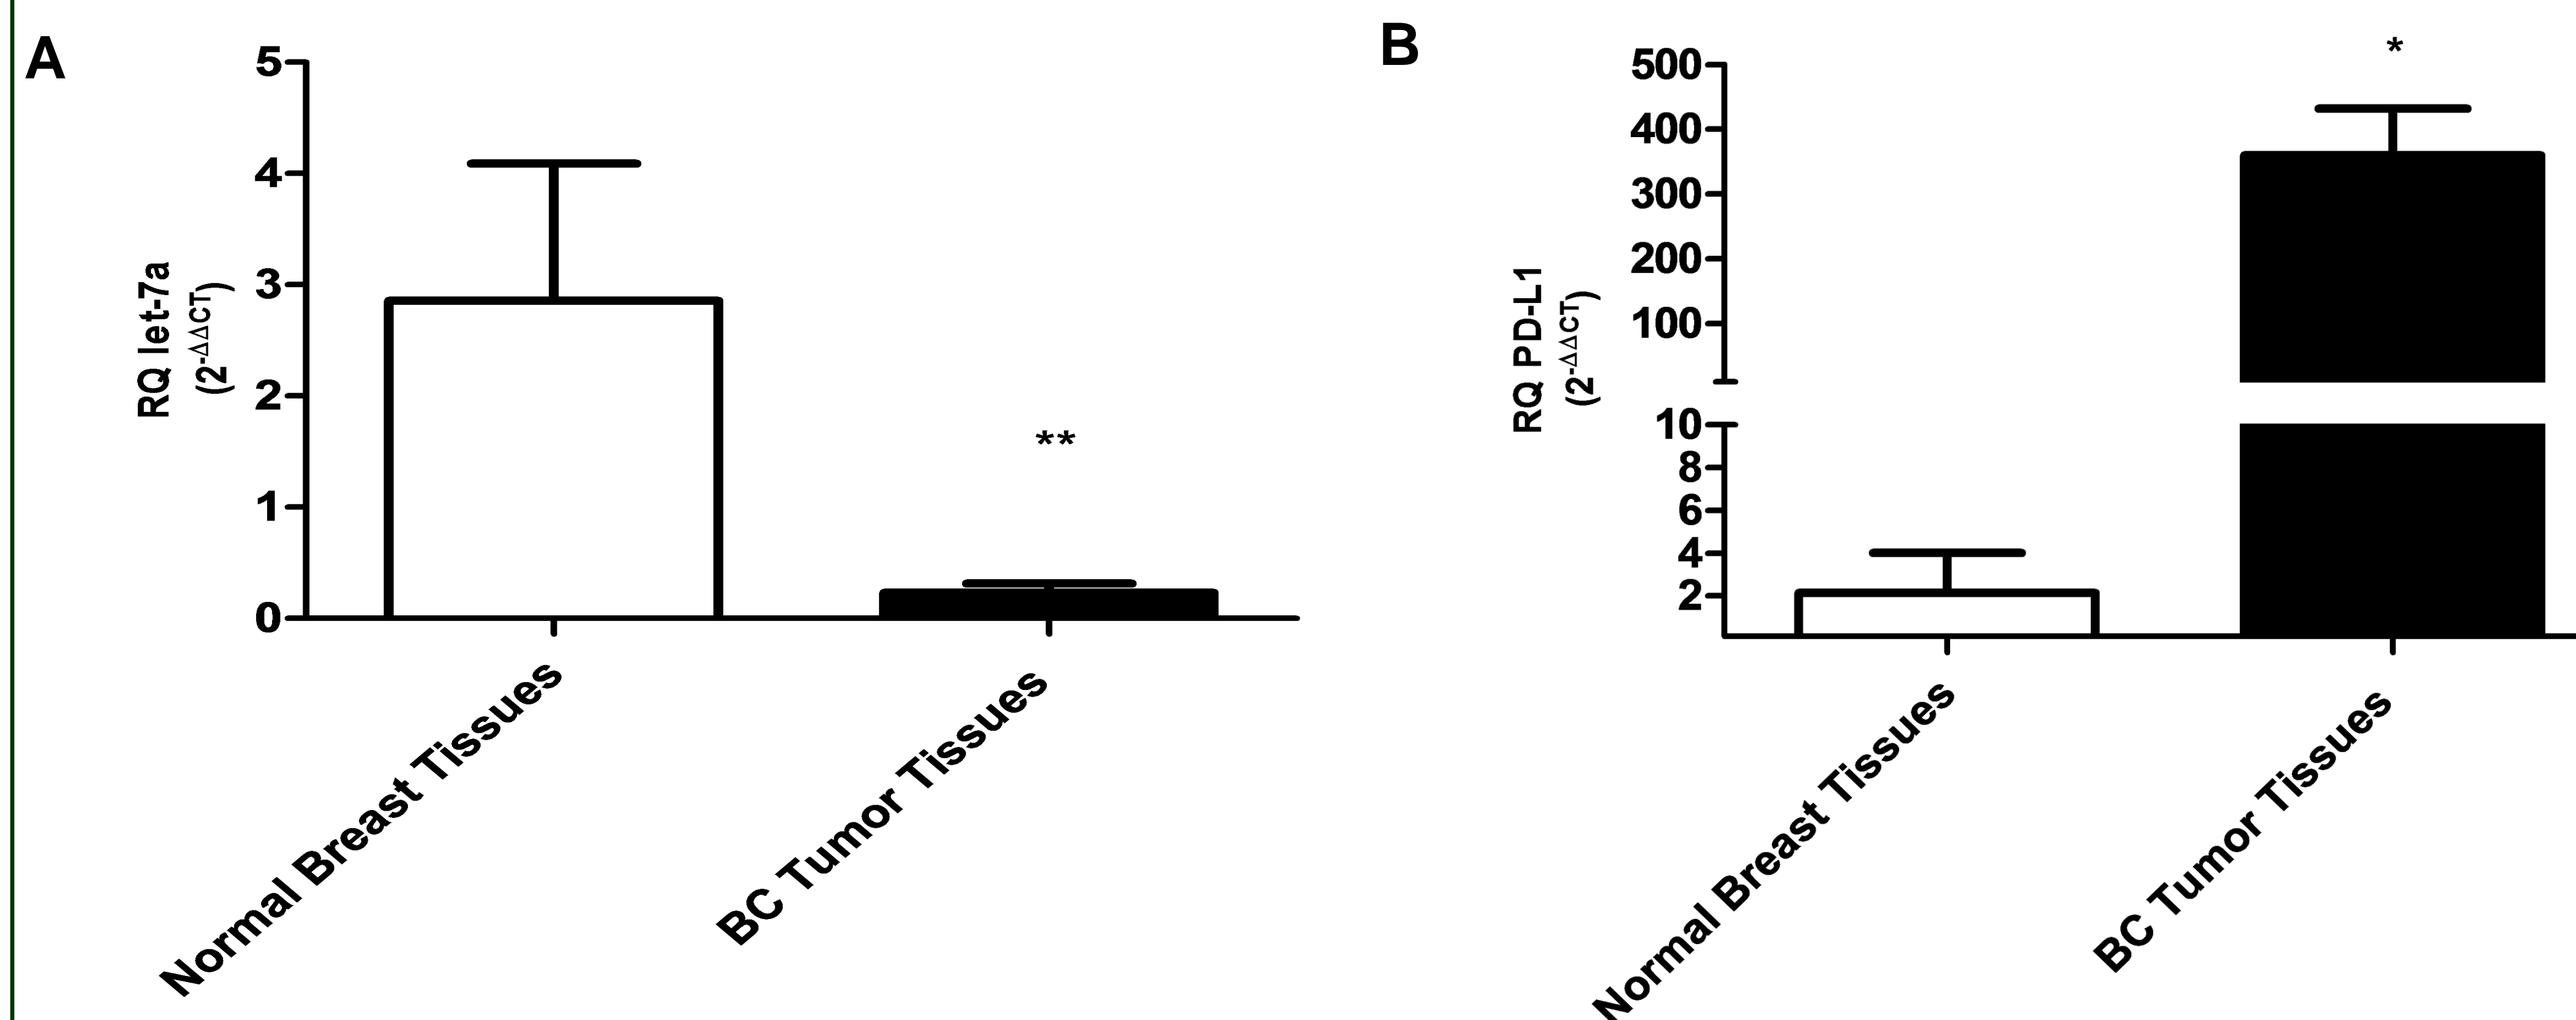 A
5
4
3
2
1
0
RQ let-7a
(2-ΔΔCT)
**
Normal Breast Tissues
BC Tumor Tissues
B
500
400
300
200
100
10
8
6
4
2
RQ PD-L1
(2-ΔΔCT)
*
Normal Breast Tissues
BC Tumor Tissues